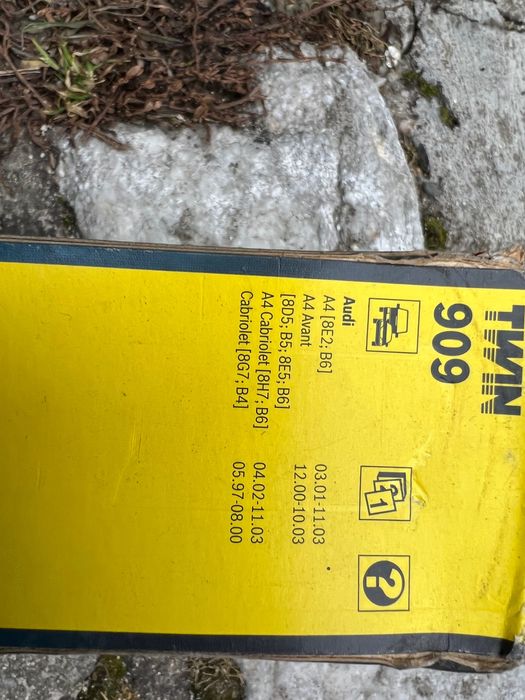 TWIN
909
1 ?
Audi
A4 [8E2; B6] 03.01-11.03
A4 Avant 12.00-10.03
[8D5; B5; 8E5; B6]
A4 Cabriolet [8H7; B6] 04.02-11.03
Cabriolet [8G7; B4] 05.97-08.00